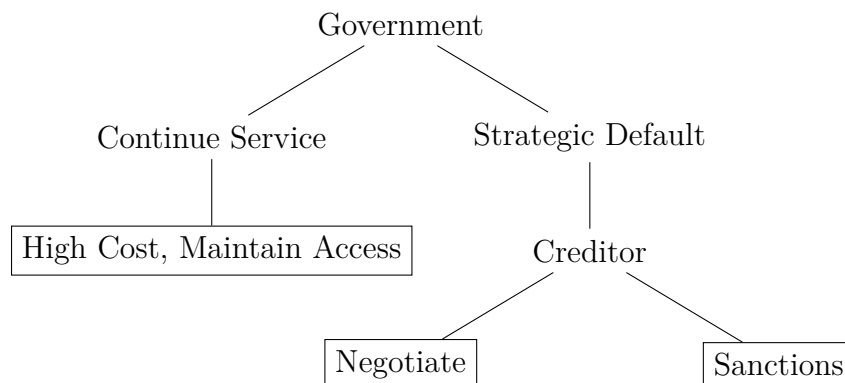 Government
Continue Service
Strategic Default
High Cost, Maintain Access
Creditor
Negotiate
Sanctions